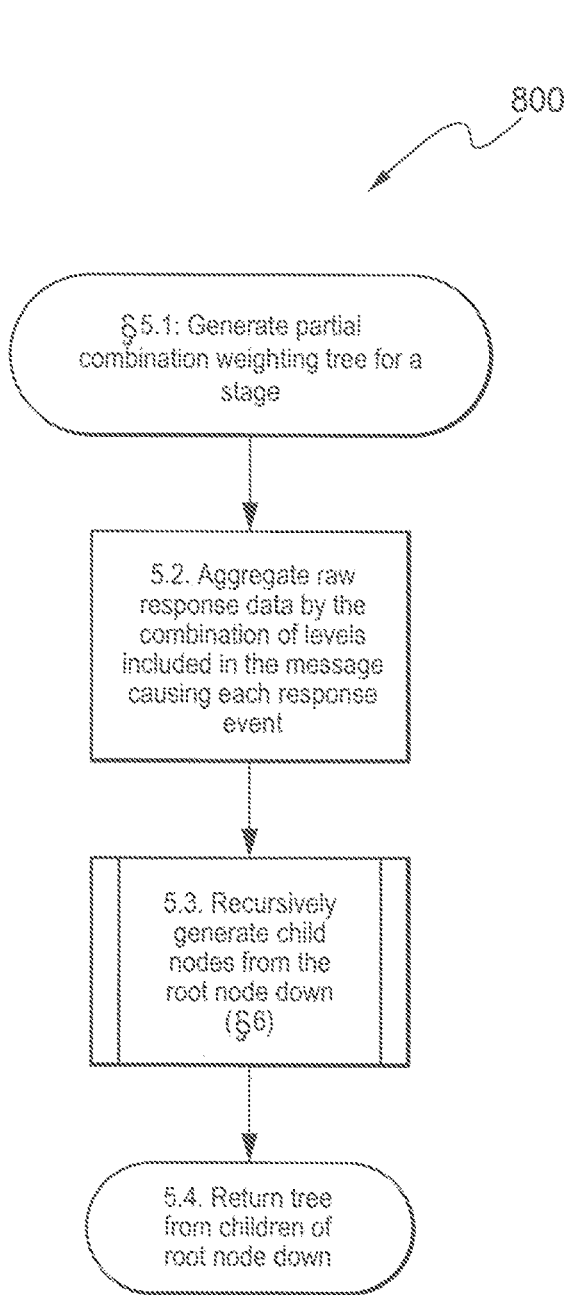 800
§5.1: Generate partial
combination weighting tree for a
stage
5.2. Aggregate raw
response data by the
combination of levels
included in the message
causing each response
event
5.3. Recursively
generate child
nodes from the
root node down
(§6)
5.4. Return tree
from children of
root node down